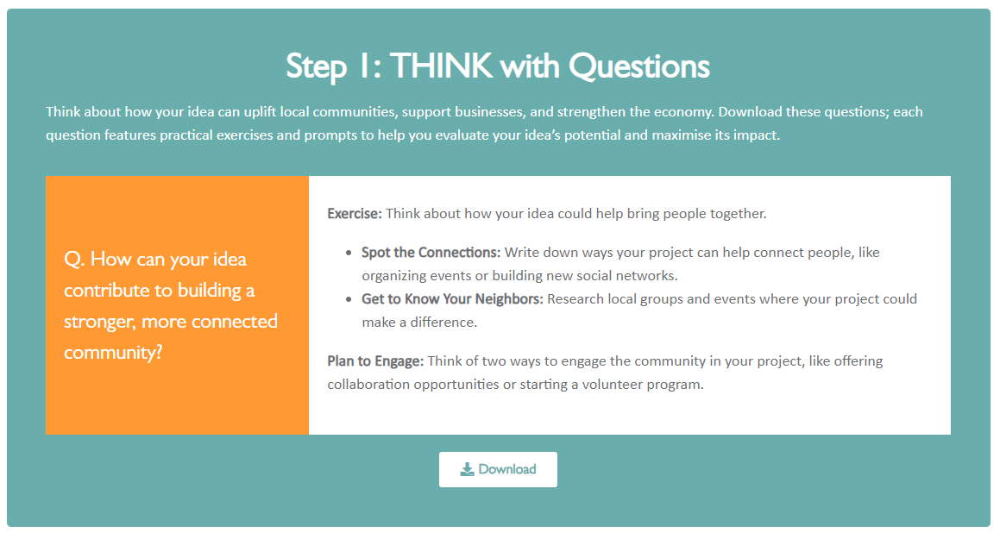 Step 1: THINK with Questions
Think about how your idea can uplift local communities, support businesses, and strengthen the economy. Download these questions; each
question features practical exercises and prompts to help you evaluate your idea’s potential and maximise its impact.
Q. How can your idea
contribute to building a
stronger, more connected
community?
Exercise: Think about how your idea could help bring people together.
• Spot the Connections: Write down ways your project can help connect people, like
organizing events or building new social networks.
• Get to Know Your Neighbors: Research local groups and events where your project could
make a difference.
Plan to Engage: Think of two ways to engage the community in your project, like offering
collaboration opportunities or starting a volunteer program.
Download